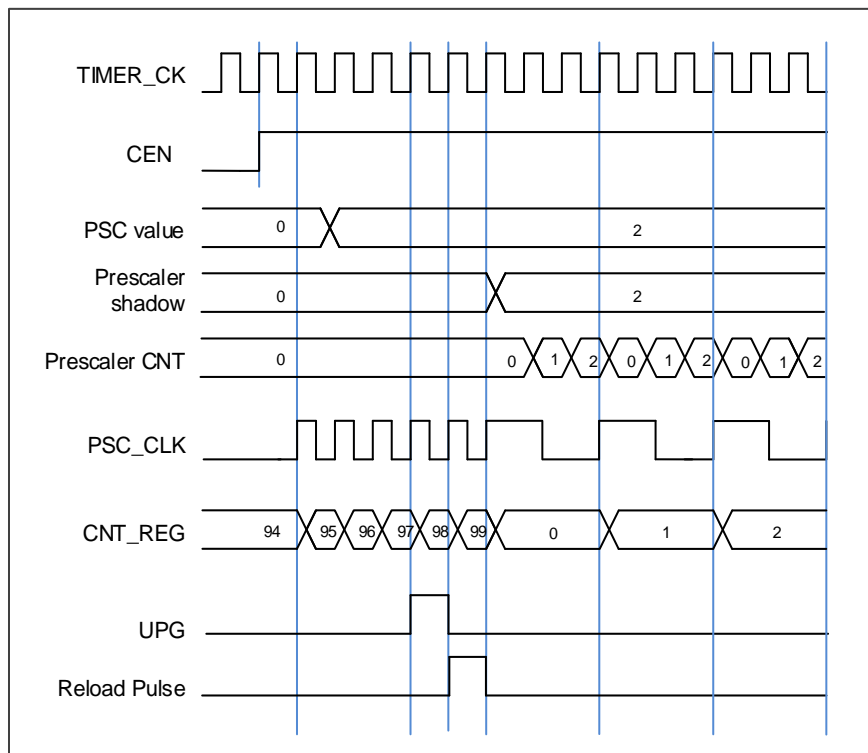 TIMER_CK
CEN
PSC value 0 2
Prescaler
shadow 0 2
Prescaler CNT 0 0 1 2 0 1 2 0 1 2
PSC_CLK
CNT_REG 94 95 96 97 98 99 0 1 2
UPG
Reload Pulse